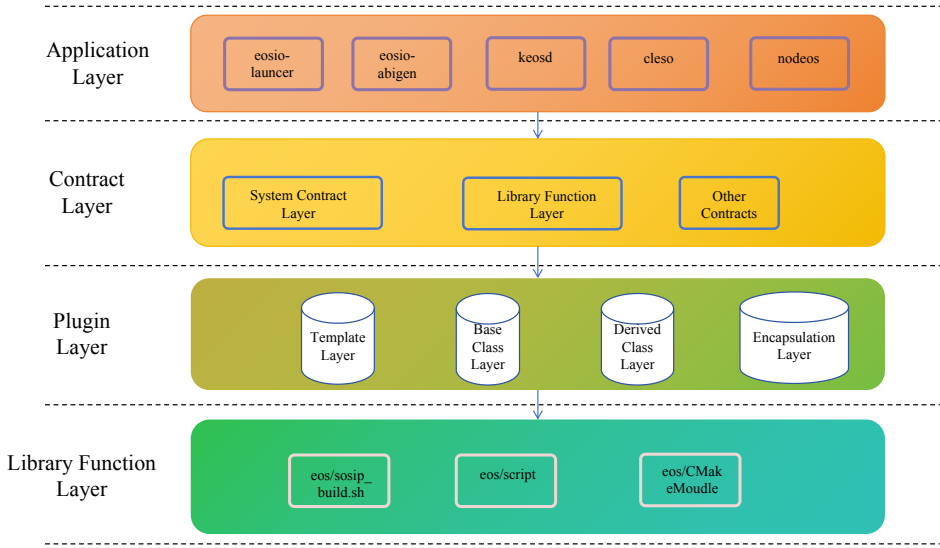 Application
Layer
eosio-
launcer
eosio-
abigen
keosd
cleso
nodeos
Contract
Layer
System Contract
Layer
Library Function
Layer
Other
Contracts
Plugin
Layer
Template
Layer
Base
Class
Layer
Derived
Class
Layer
Encapsulation
Layer
Library Function
Layer
eos/sosip_
build.sh
eos/script
eos/CMak
eMoudle